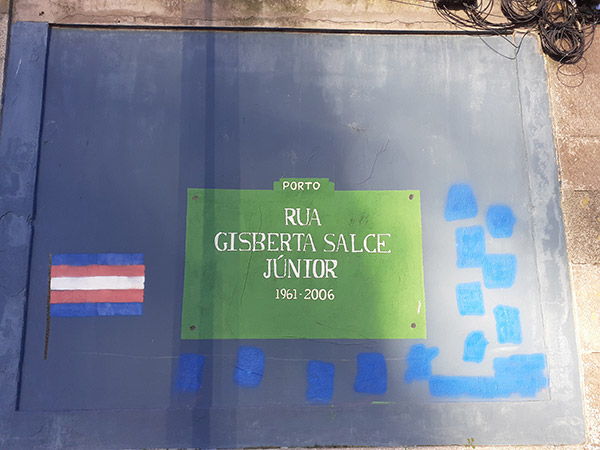 PORTO
RUA
GISBERTA SALCE
JÚNIOR
1961-2006